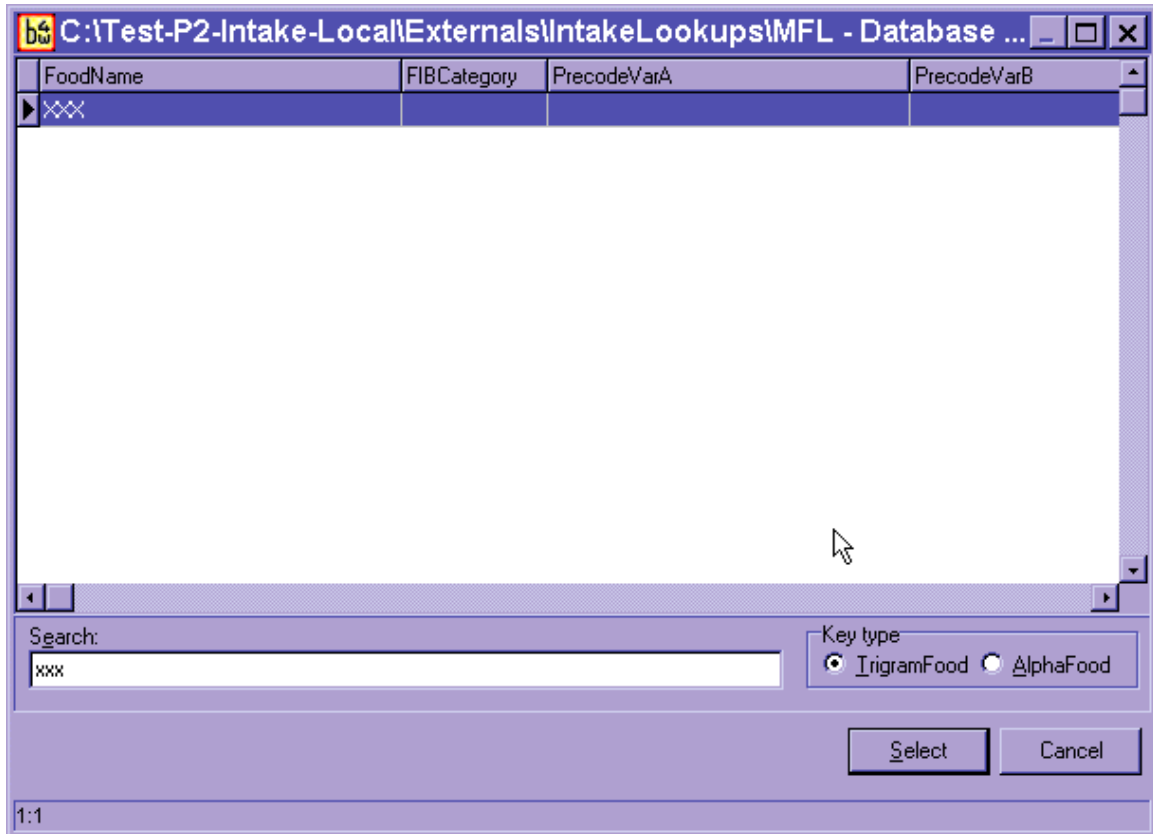 C:\Test-P2-Intake-Local\Externals\IntakeLookups\MFL - Database ...
FoodName FIBCategory PrecodeVarA PrecodeVarB
XXX
Search:
xxx
Key type
TrigramFood AlphaFood
Select Cancel
1:1